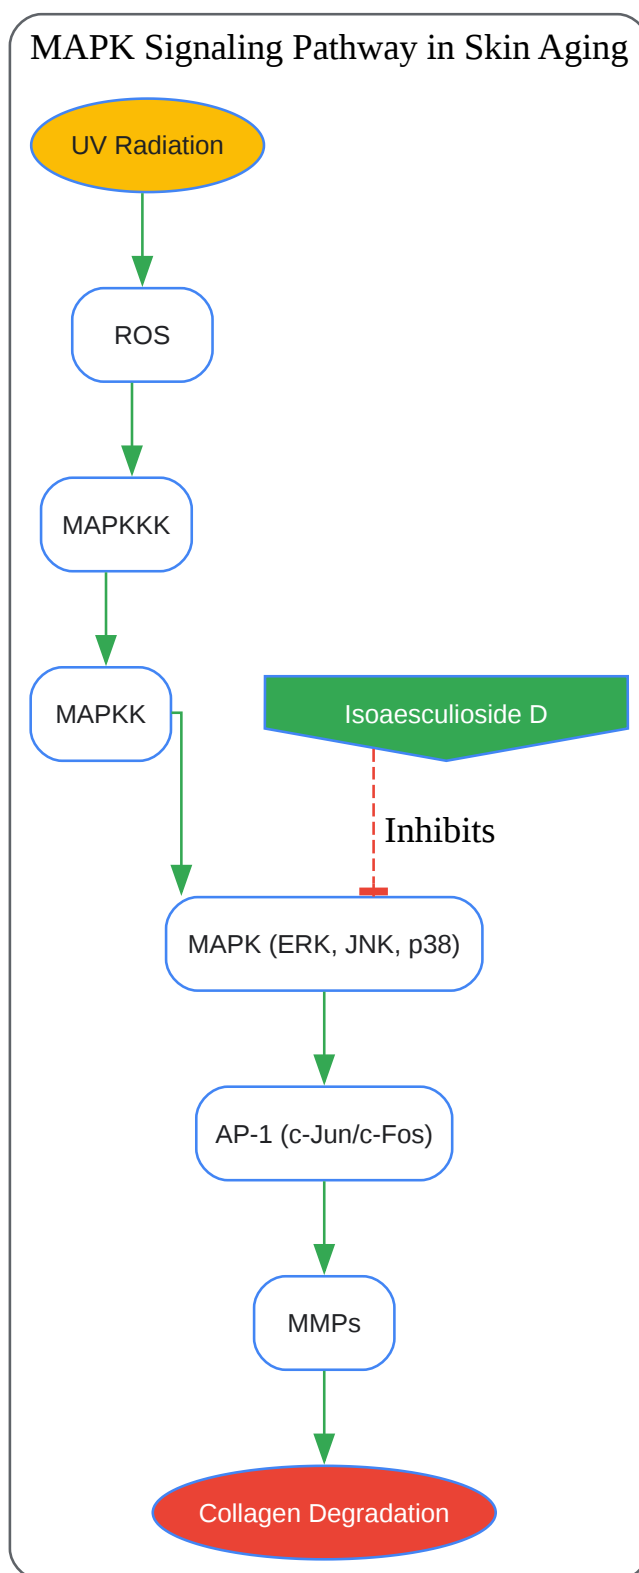 MAPK Signaling Pathway in Skin Aging
UV Radiation
ROS
MAPKKK
MAPKK
Isoaesculioside D
Inhibits
MAPK (ERK, JNK, p38)
AP-1 (c-Jun/c-Fos)
MMPs
Collagen Degradation